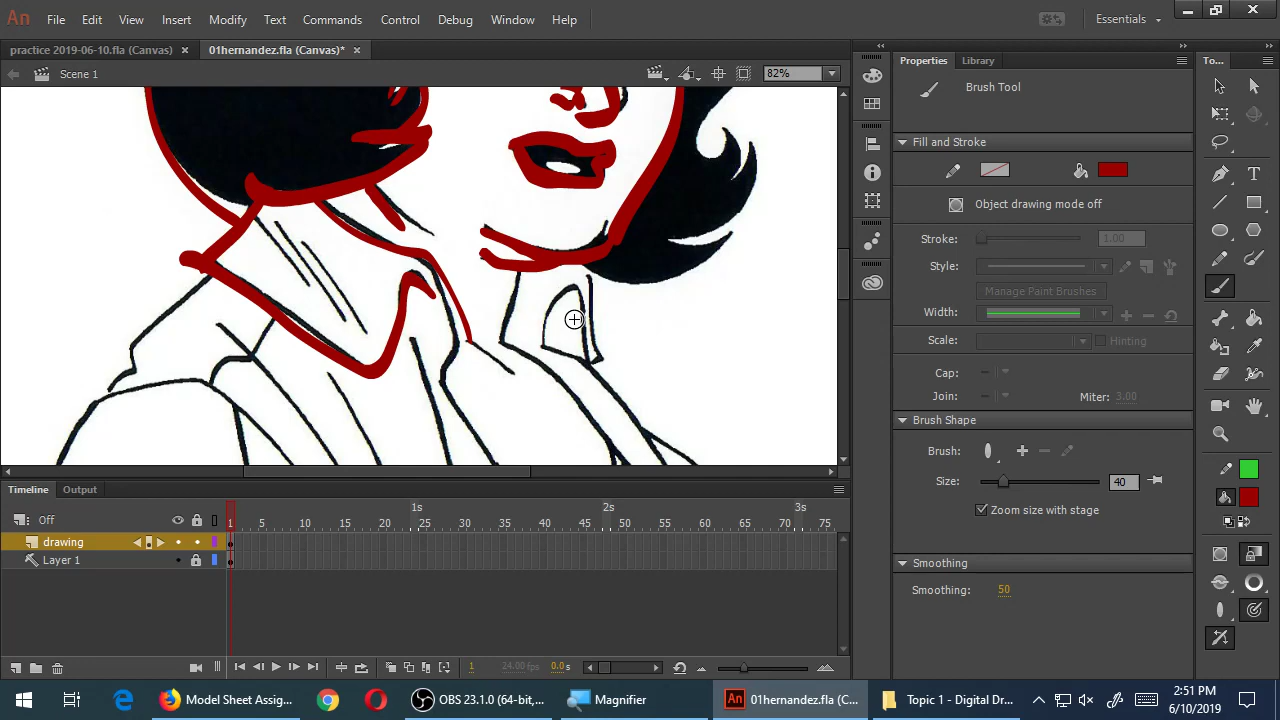 An File Edit View Insert Modify Text Commands Control Debug Window Help Essentials
practice 2019-06-10.fla (Canvas) × 01hernandez.fla (Canvas)* ×
Scene 1 82%
Properties Library To...
Brush Tool
Fill and Stroke
Object drawing mode off
Stroke: 1.00
Style:
Manage Paint Brushes
Width:
Scale: Hinting
Cap:
Join: Miter: 3.00
Brush Shape
Brush:
Size: 40
Zoom size with stage
Smoothing
Smoothing: 50
Timeline Output
1s 2s 3s
Off 1 5 10 15 20 25 30 35 40 45 50 55 60 65 70 75
drawing
Layer 1
1 24.00 fps 0.0 s
Model Sheet Assig... OBS 23.1.0 (64-bit,... Magnifier An 01hernandez.fla (C... Topic 1 - Digital Dr...
2:51 PM
6/10/2019